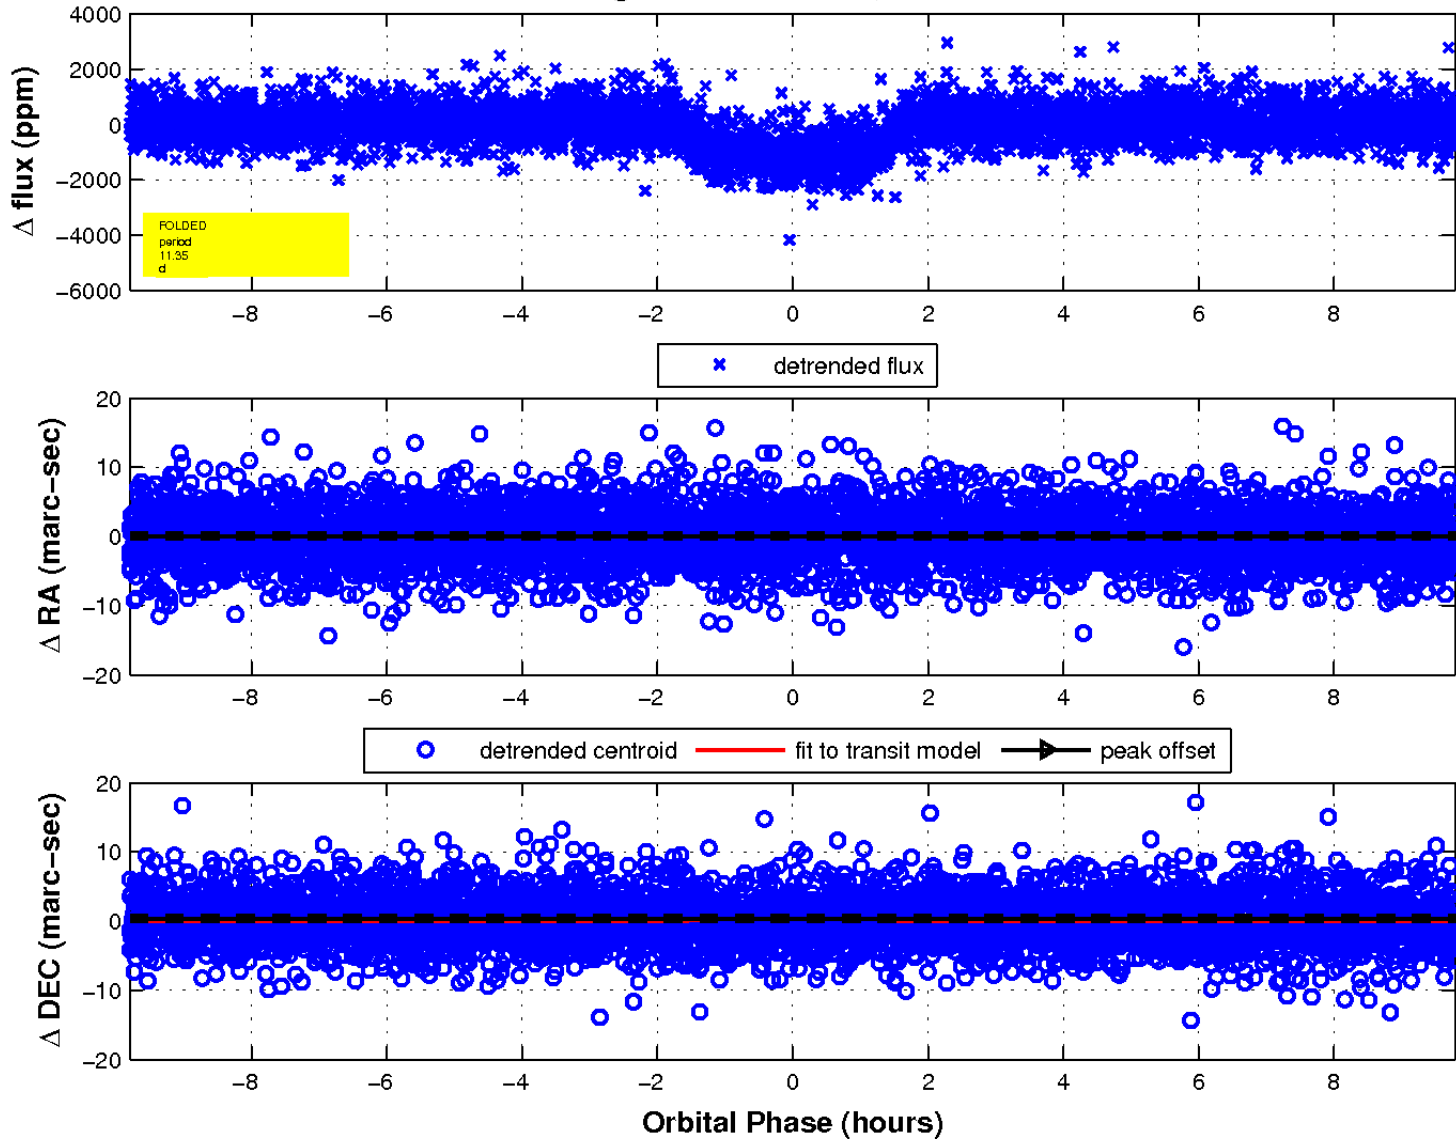 4000
2000
0
−2000
−4000
−6000
Δ flux (ppm)
FOLDED
period
11.35
d
−8 −6 −4 −2 0 2 4 6 8
detrended flux
20
10
0
−10
−20
Δ RA (marc−sec)
−8 −6 −4 −2 0 2 4 6 8
detrended centroid fit to transit model peak offset
20
10
0
−10
−20
Δ DEC (marc−sec)
−8 −6 −4 −2 0 2 4 6 8
Orbital Phase (hours)